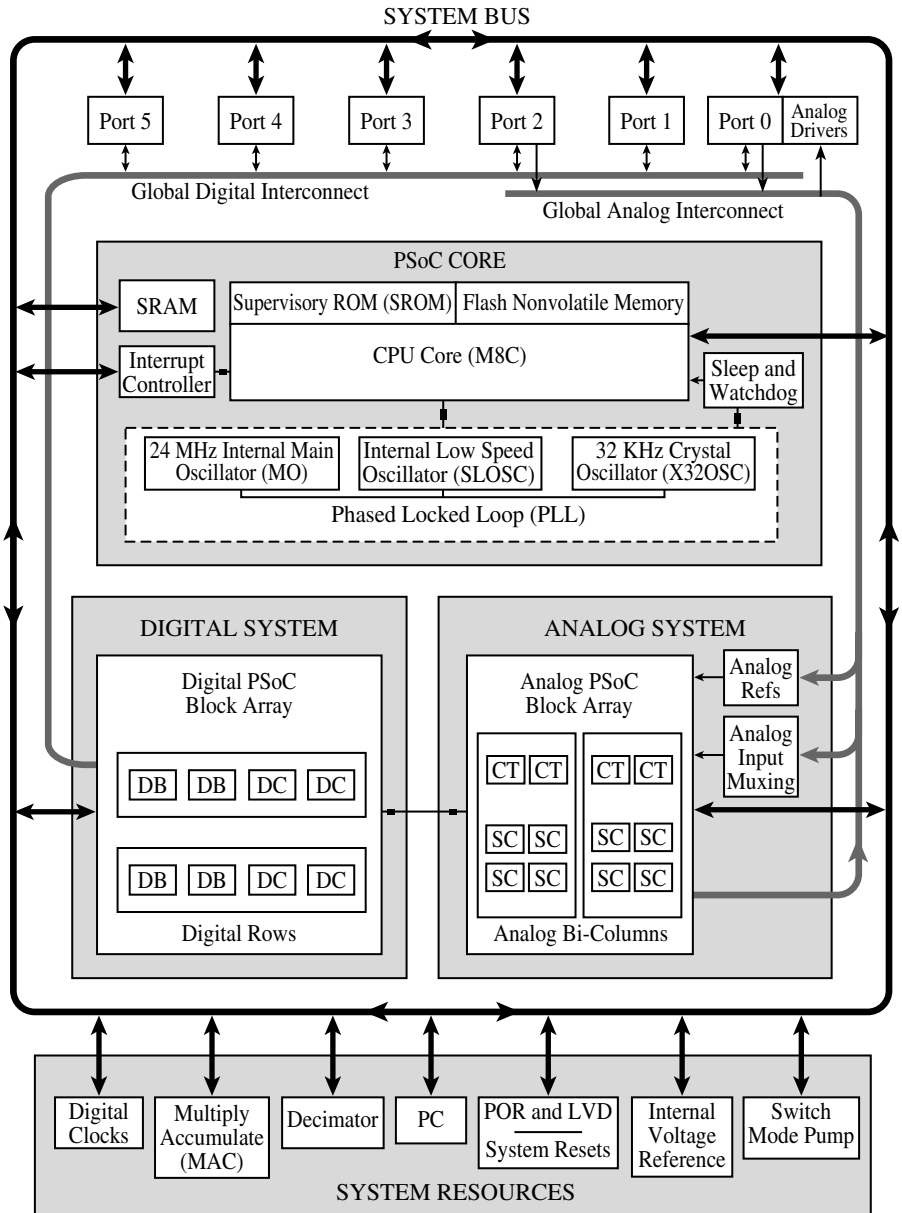 SYSTEM BUS
Port 5
Port 4
Port 3
Port 2
Port 1
Port 0
Analog
Drivers
Global Digital Interconnect
Global Analog Interconnect
PSoC CORE
SRAM
Supervisory ROM (SROM)
Flash Nonvolatile Memory
CPU Core (M8C)
Interrupt
Controller
Sleep and
Watchdog
24 MHz Internal Main
Oscillator (MO)
Internal Low Speed
Oscillator (SLOSC)
32 KHz Crystal
Oscillator (X32OSC)
Phased Locked Loop (PLL)
DIGITAL SYSTEM
Digital PSoC
Block Array
DB DB DC DC
DB DB DC DC
Digital Rows
ANALOG SYSTEM
Analog PSoC
Block Array
CT CT CT CT
SC SC SC SC
SC SC SC SC
Analog Bi-Columns
Analog
Refs
Analog
Input
Muxing
Digital
Clocks
Multiply
Accumulate
(MAC)
Decimator
PC
POR and LVD
System Resets
Internal
Voltage
Reference
Switch
Mode Pump
SYSTEM RESOURCES